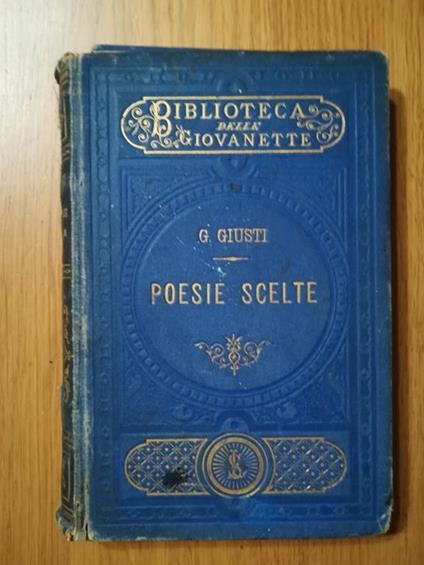 BIBLIOTECA
DELLE
GIOVANETTE
G. GIUSTI
POESIE SCELTE